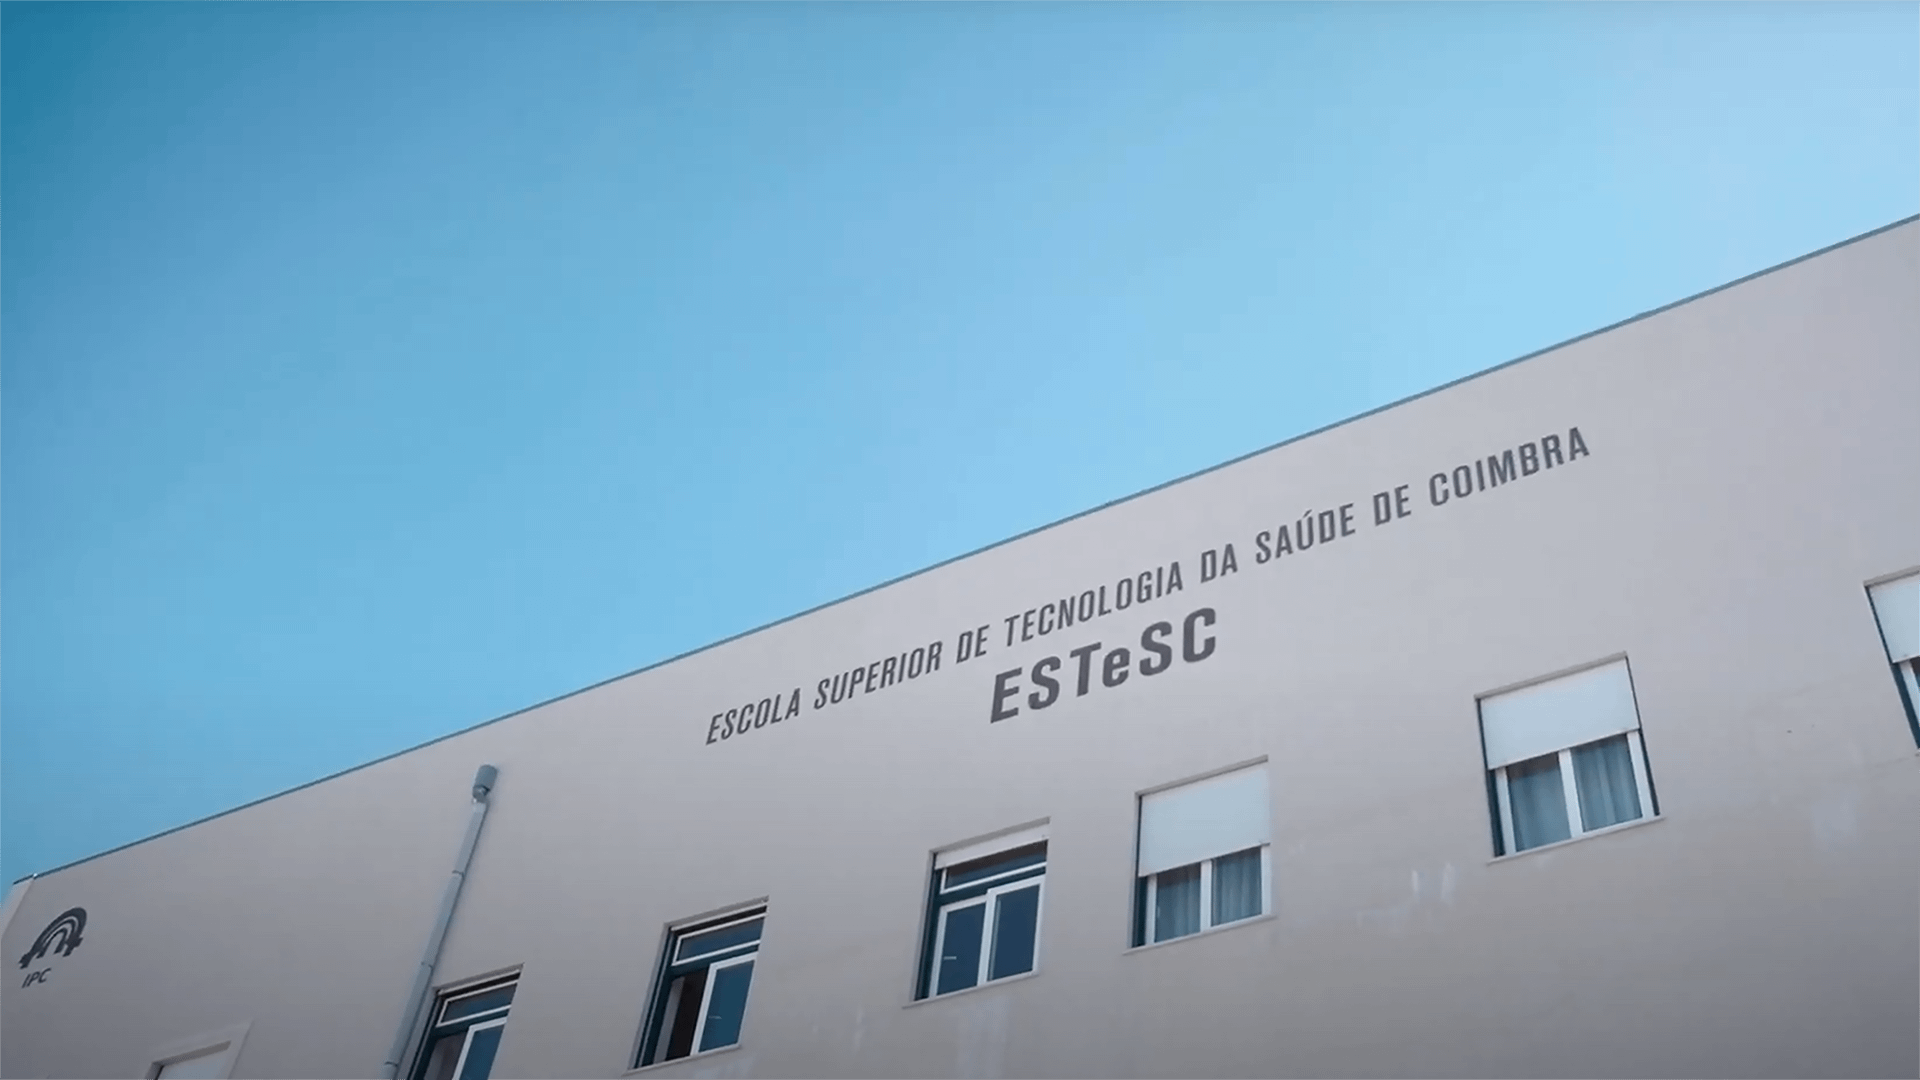 ESCOLA SUPERIOR DE TECNOLOGIA DA SAÚDE DE COIMBRA
ESTeSC
IPC